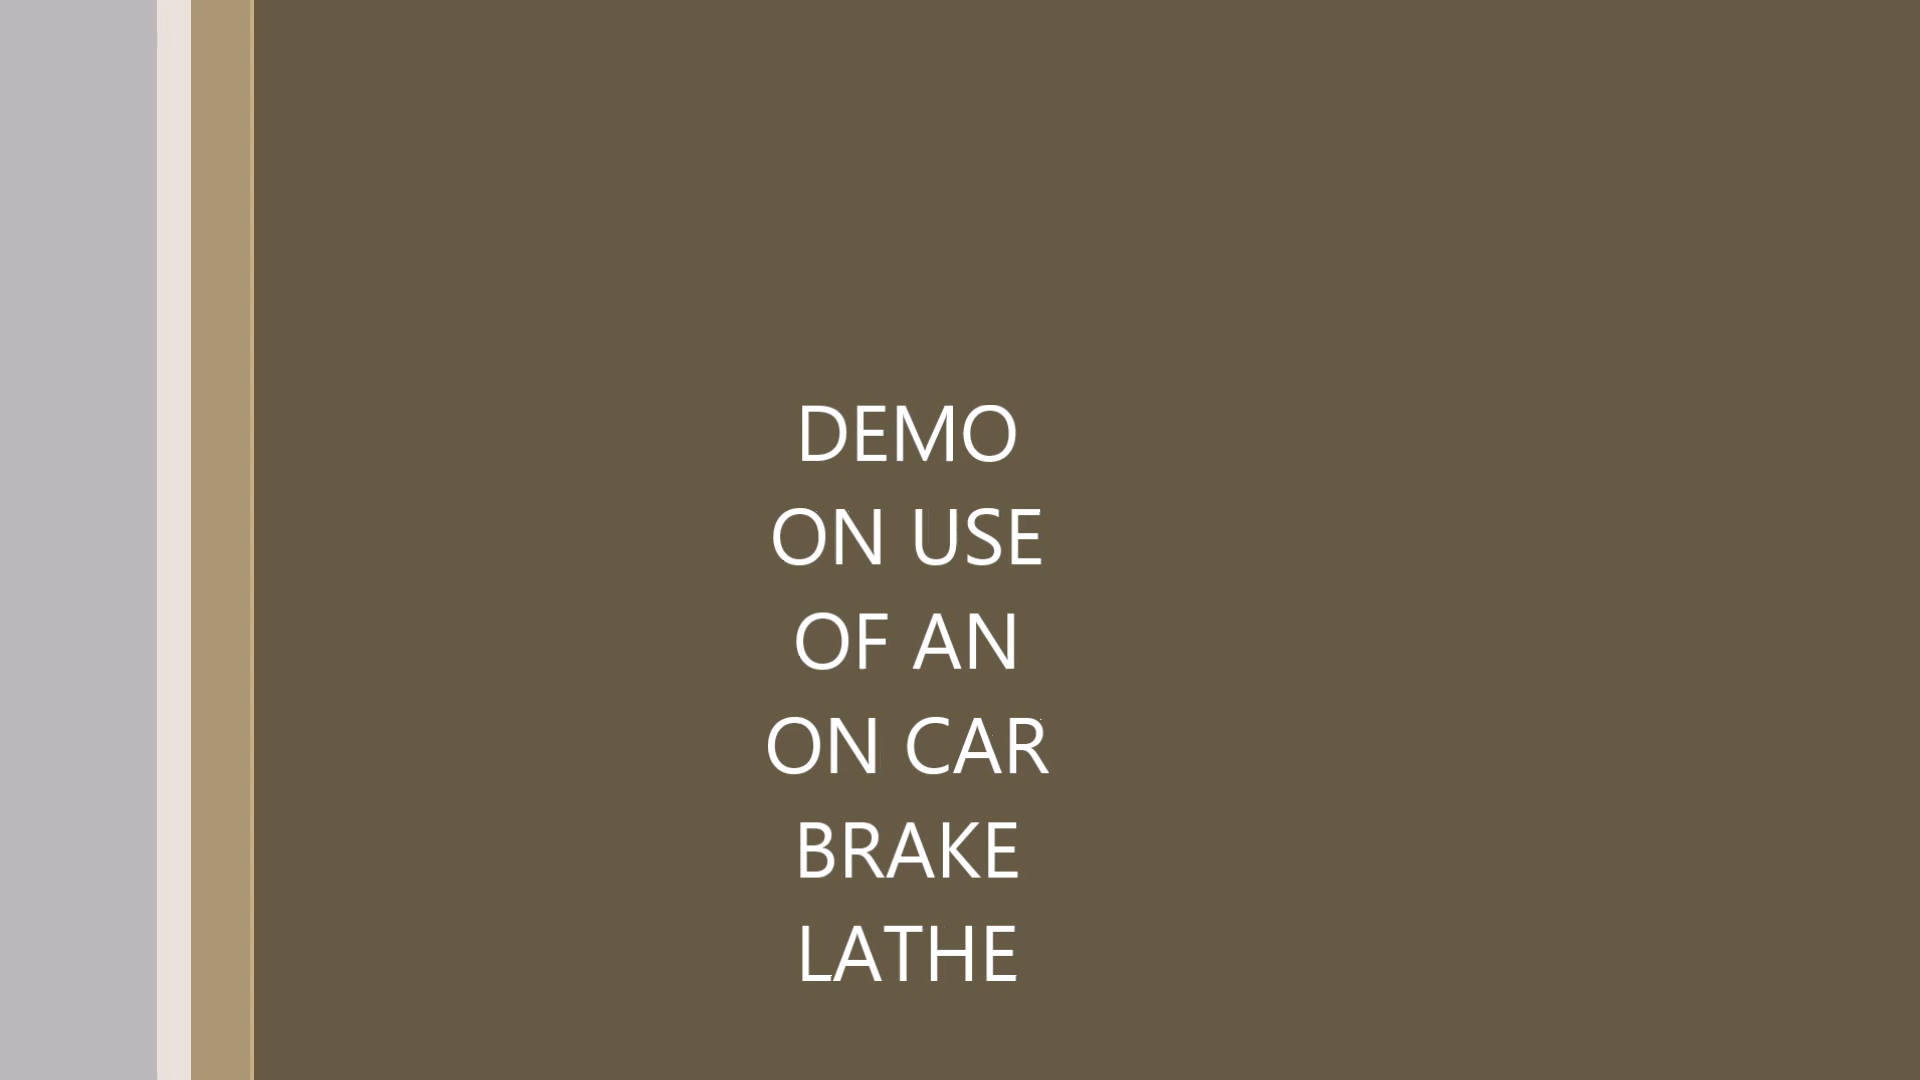 DEMO
ON USE
OF AN
ON CAR
BRAKE
LATHE